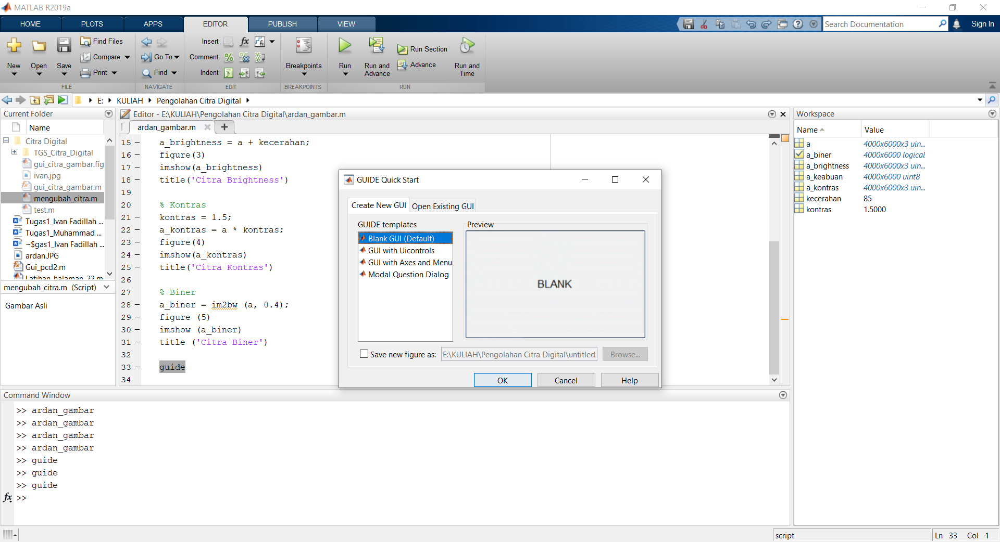 MATLAB R2019a
HOME PLOTS APPS EDITOR PUBLISH VIEW Search Documentation Sign In
New Open Save Find Files Compare Print
Go To Find
Insert fx fi
Comment
Indent
Breakpoints
Run Run and Advance Run Section Advance Run and Time
FILE NAVIGATE EDIT BREAKPOINTS RUN
E: KULIAH Pengolahan Citra Digital
Current Folder
Name
Citra Digital
TGS_Citra_Digital
gui_citra_gambar.fig
ivan.jpg
gui_citra_gambar.m
mengubah_citra.m
test.m
Tugas1_Ivan Fadillah ...
Tugas1_Muhammad ...
~$gas1_Ivan Fadillah ...
ardan.JPG
Gui_pcd2.m
Latihan_halaman_22.m
mengubah_citra.m (Script)
Gambar Asli
Editor - E:\KULIAH\Pengolahan Citra Digital\ardan_gambar.m
ardan_gambar.m
15 – a_brightness = a + kecerahan;
16 – figure(3)
17 – imshow(a_brightness)
18 – title('Citra Brightness')
19
20 % Kontras
21 – kontras = 1.5;
22 – a_kontras = a * kontras;
23 – figure(4)
24 – imshow(a_kontras)
25 – title('Citra Kontras')
26
27 % Biner
28 – a_biner = im2bw (a, 0.4);
29 – figure (5)
30 – imshow (a_biner)
31 – title ('Citra Biner')
32
33 – guide
34
GUIDE Quick Start
Create New GUI Open Existing GUI
GUIDE templates
Blank GUI (Default)
GUI with Uicontrols
GUI with Axes and Menu
Modal Question Dialog
Preview
BLANK
Save new figure as: E:\KULIAH\Pengolahan Citra Digital\untitled Browse...
OK Cancel Help
Workspace
Name Value
a 4000x6000x3 uin...
a_biner 4000x6000 logical
a_brightness 4000x6000x3 uin...
a_keabuan 4000x6000 uint8
a_kontras 4000x6000x3 uin...
kecerahan 85
kontras 1.5000
Command Window
>> ardan_gambar
>> ardan_gambar
>> ardan_gambar
>> ardan_gambar
>> guide
>> guide
>> guide
fx >>
script Ln 33 Col 1